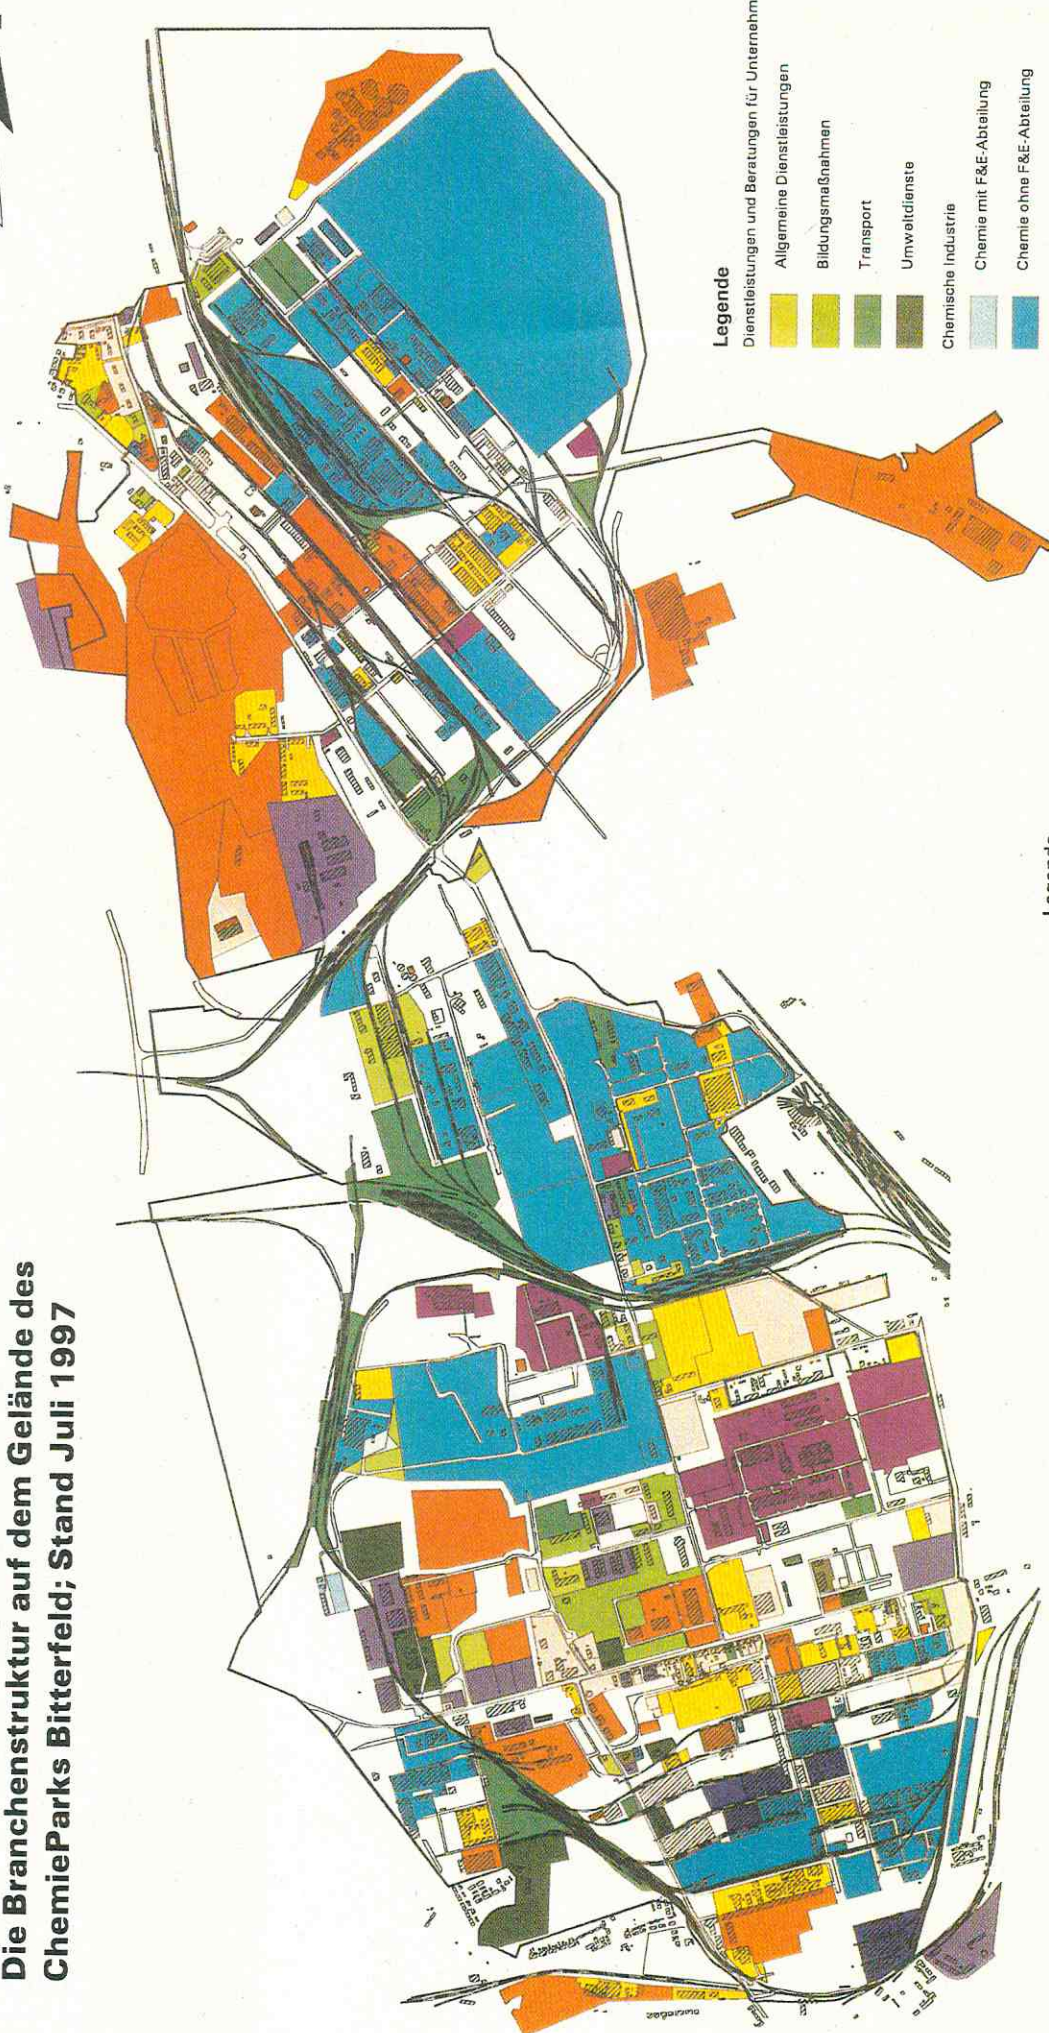 Die Branchenstruktur auf dem Gelände des
ChemieParks Bitterfeld; Stand Juli 1997
Legende
Dienstleistungen und Beratungen für
Allgemeine Dienstleistungen
Bildungsmaßnahmen
Transport
Umweltdienste
Chemische Industrie
Chemie mit F&E-Abteilung
Chemie ohne F&E-Abteilung
Legende